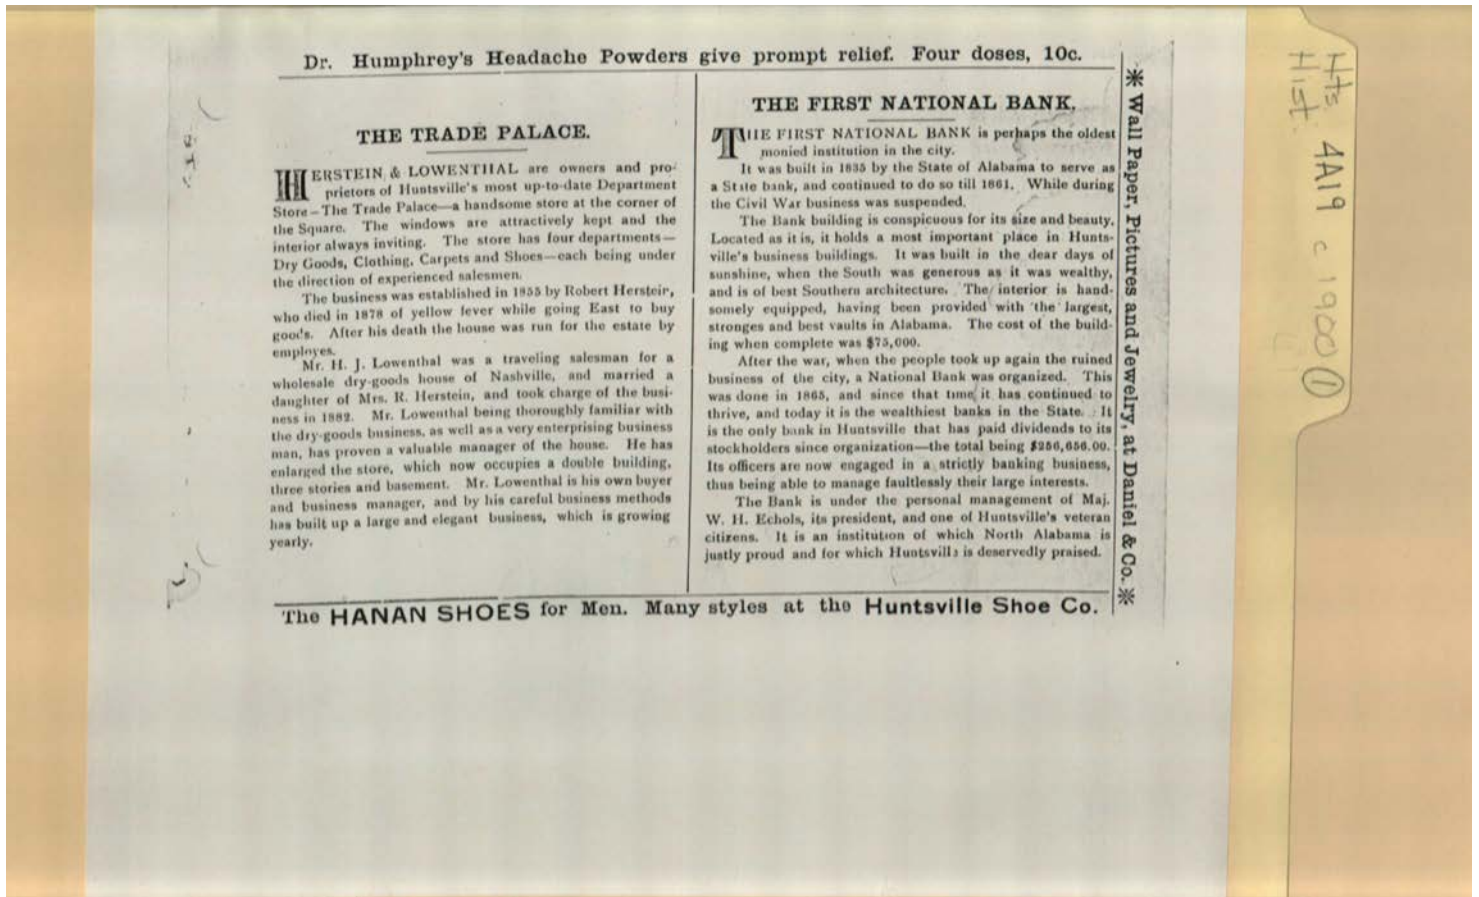 Dr. Humphrey's Headache Powders give prompt relief. Four doses, 10c.
THE TRADE PALACE.
HERSTEIN & LOWENTHAL are owners and pro-
prietors of Huntsville's most up-to-date Department
Store—The Trade Palace—a handsome store at the corner of
the Square. The windows are attractively kept and the
interior always inviting. The store has four departments—
Dry Goods, Clothing, Carpets and Shoes—each being under
the direction of experienced salesmen.
The business was established in 1855 by Robert Herstein,
who died in 1878 of yellow fever while going East to buy
goods. After his death the house was run for the estate by
employes.
Mr. H. J. Lowenthal was a traveling salesman for a
wholesale dry-goods house of Nashville, and married a
daughter of Mrs. R. Herstein, and took charge of the busi-
ness in 1882. Mr. Lowenthal being thoroughly familiar with
the dry-goods business, as well as a very enterprising business
man, has proven a valuable manager of the house. He has
enlarged the store, which now occupies a double building,
three stories and basement. Mr. Lowenthal is his own buyer
and business manager, and by his careful business methods
has built up a large and elegant business, which is growing
yearly.
THE FIRST NATIONAL BANK.
THE FIRST NATIONAL BANK is perhaps the oldest
monied institution in the city.
It was built in 1835 by the State of Alabama to serve as
a State bank, and continued to do so till 1861. While during
the Civil War business was suspended.
The Bank building is conspicuous for its size and beauty.
Located as it is, it holds a most important place in Hunts-
ville's business buildings. It was built in the dear days of
sunshine, when the South was generous as it was wealthy,
and is of best Southern architecture. The interior is hand-
somely equipped, having been provided with the largest,
stronges and best vaults in Alabama. The cost of the build-
ing when complete was $75,000.
After the war, when the people took up again the ruined
business of the city, a National Bank was organized. This
was done in 1865, and since that time it has continued to
thrive, and today it is the wealthiest banks in the State. It
is the only bank in Huntsville that has paid dividends to its
stockholders since organization—the total being $256,656.00.
Its officers are now engaged in a strictly banking business,
thus being able to manage faultlessly their large interests.
The Bank is under the personal management of Maj.
W. H. Echols, its president, and one of Huntsville's veteran
citizens. It is an institution of which North Alabama is
justly proud and for which Huntsville is deservedly praised.
The HANAN SHOES for Men. Many styles at the Huntsville Shoe Co.
Wall Paper, Pictures and Jewelry, at Daniel & Co.
Hts 4A19 c 1900 1
Hist.